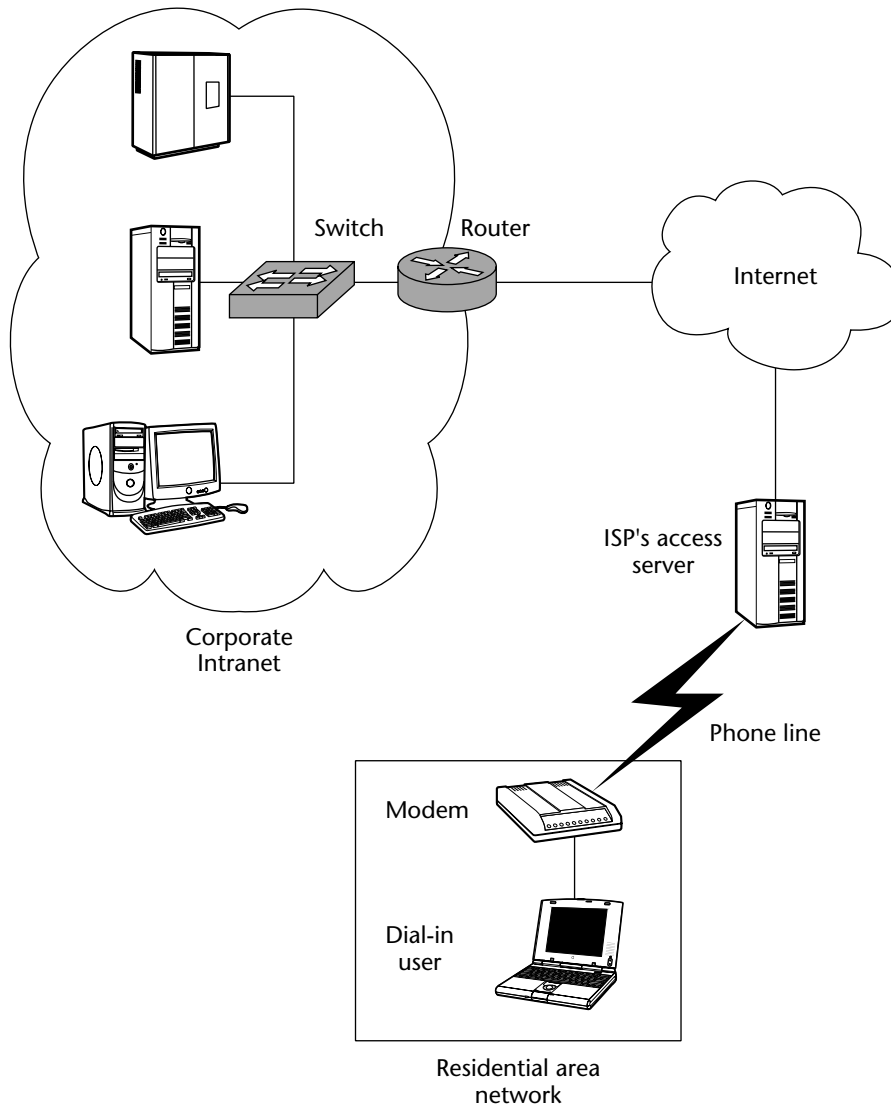 Switch
Router
Internet
ISP's access
server
Corporate
Intranet
Phone line
Modem
Dial-in
user
Residential area
network